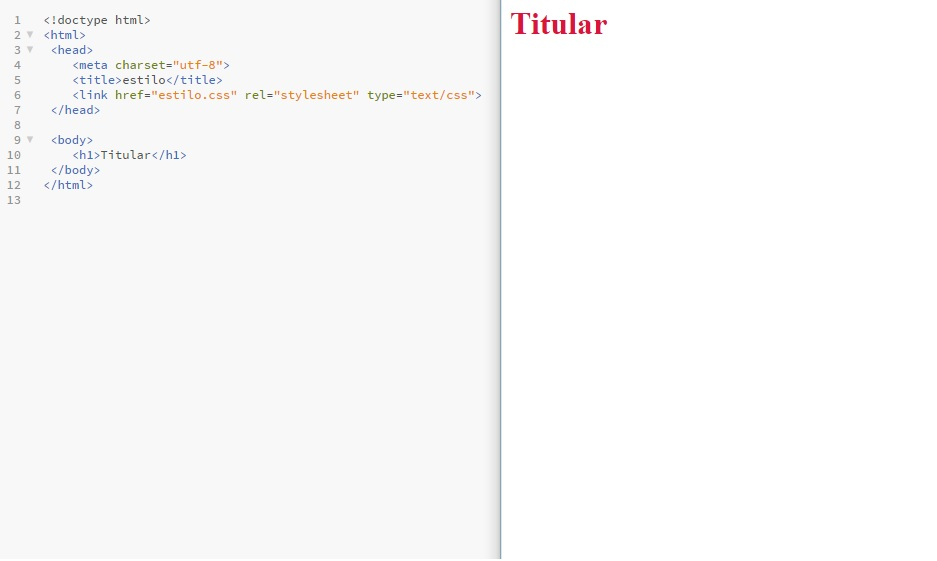 1 <!doctype html>
2 ▼ <html>
3 ▼ <head>
4 <meta charset="utf-8">
5 <title>estilo</title>
6 <link href="estilo.css" rel="stylesheet" type="text/css">
7 </head>
8
9 ▼ <body>
10 <h1>Titular</h1>
11 </body>
12 </html>
13
Titular